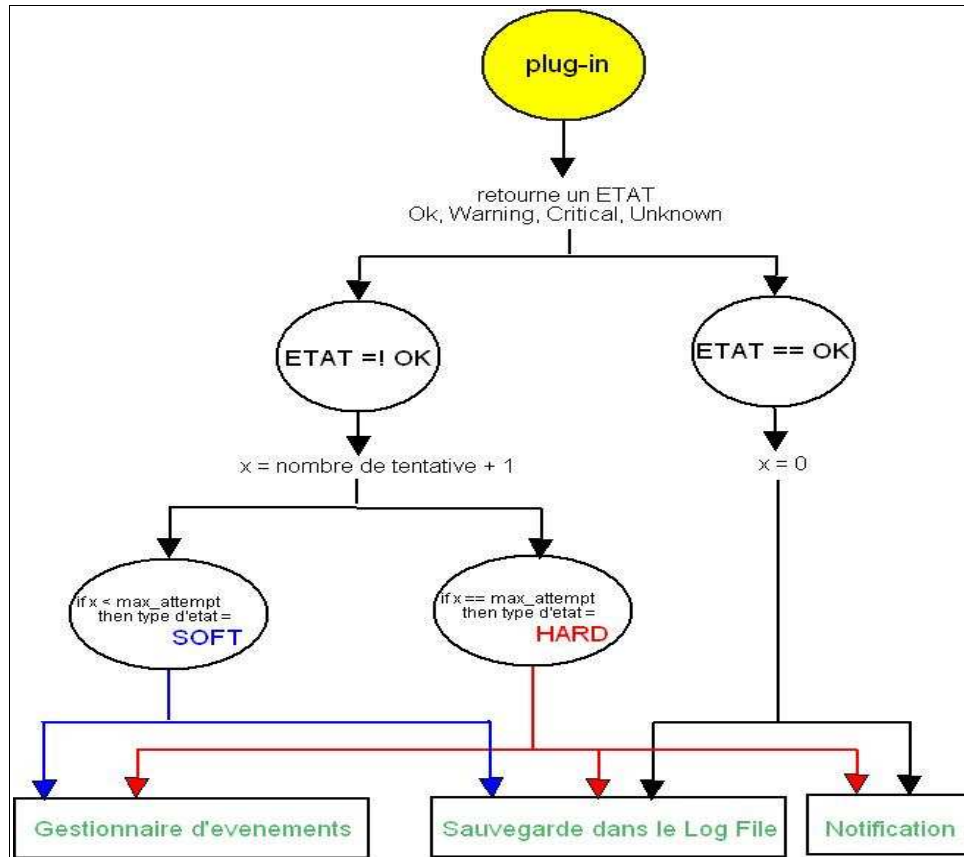 plug-in
retourne un ETAT
Ok, Warning, Critical, Unknown
ETAT =! OK
ETAT == OK
x = nombre de tentative + 1
x = 0
if x < max_attempt
then type d'etat =
SOFT
if x == max_attempt
then type d'etat =
HARD
Gestionnaire d'evenements
Sauvegarde dans le Log File
Notification